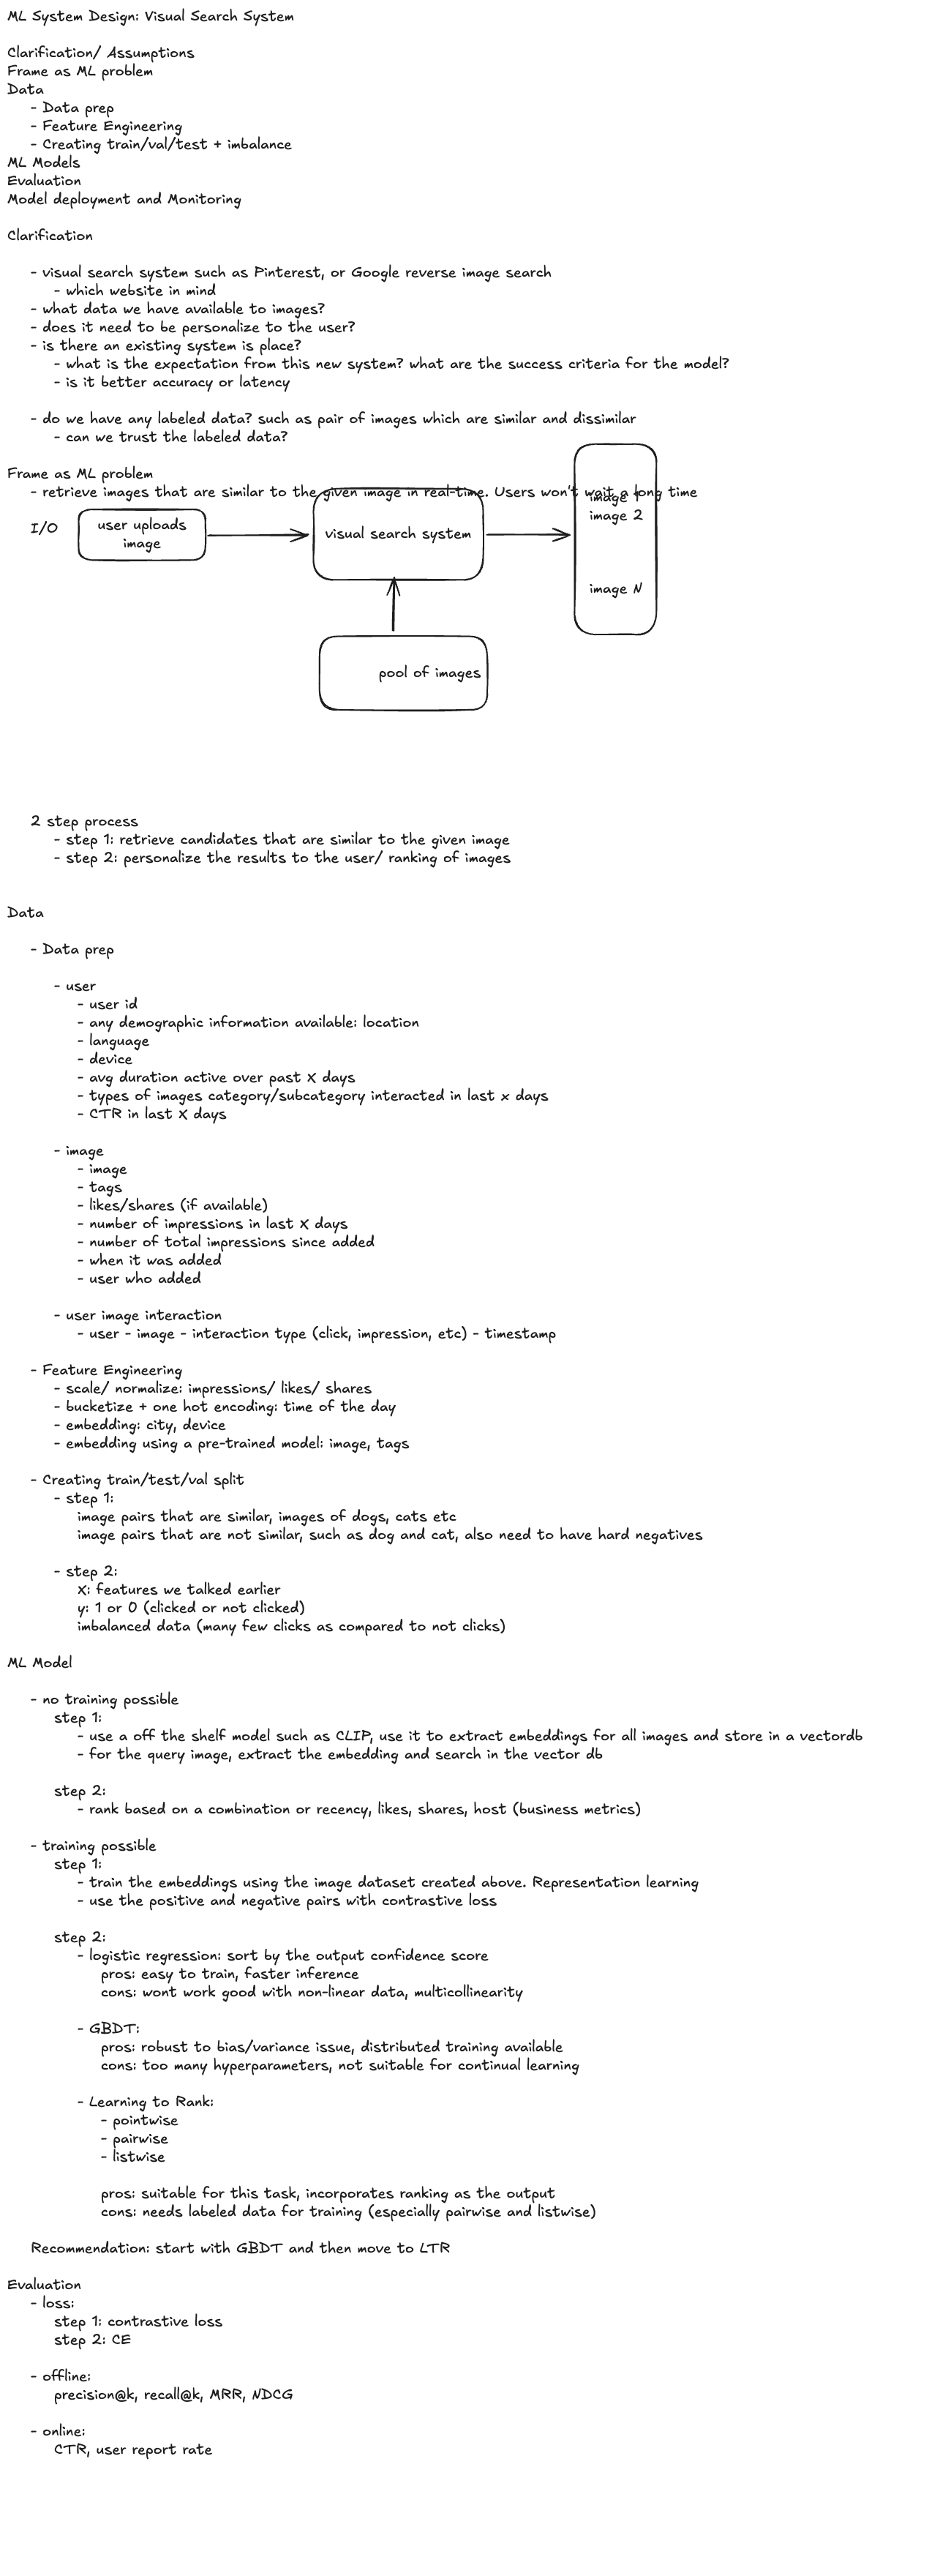 ML System Design: Visual Search System
Clarification/ Assumptions
Frame as ML problem
Data
- Data prep
- Feature Engineering
- Creating train/val/test + imbalance
ML Models
Evaluation
Model deployment and Monitoring
Clarification
- visual search system such as Pinterest, or Google reverse image search
- which website in mind
- what data we have available to images?
- does it need to be personalize to the user?
- is there an existing system is place?
- what is the expectation from this new system? what are the success criteria for the model?
- is it better accuracy or latency
- do we have any labeled data? such as pair of images which are similar and dissimilar
- can we trust the labeled data?
Frame as ML problem
- retrieve images that are similar to the given image in real-time. Users won't wait a long time
I/O
user uploads
image
visual search system
image 1
image 2
image N
pool of images
2 step process
- step 1: retrieve candidates that are similar to the given image
- step 2: personalize the results to the user/ ranking of images
Data
- Data prep
- user
- user id
- any demographic information available: location
- language
- device
- avg duration active over past X days
- types of images category/subcategory interacted in last x days
- CTR in last X days
- image
- image
- tags
- likes/shares (if available)
- number of impressions in last X days
- number of total impressions since added
- when it was added
- user who added
- user image interaction
- user - image - interaction type (click, impression, etc) - timestamp
- Feature Engineering
- scale/ normalize: impressions/ likes/ shares
- bucketize + one hot encoding: time of the day
- embedding: city, device
- embedding using a pre-trained model: image, tags
- Creating train/test/val split
- step 1:
image pairs that are similar, images of dogs, cats etc
image pairs that are not similar, such as dog and cat, also need to have hard negatives
- step 2:
X: features we talked earlier
y: 1 or 0 (clicked or not clicked)
imbalanced data (many few clicks as compared to not clicks)
ML Model
- no training possible
step 1:
- use a off the shelf model such as CLIP, use it to extract embeddings for all images and store in a vectordb
- for the query image, extract the embedding and search in the vector db
step 2:
- rank based on a combination or recency, likes, shares, host (business metrics)
- training possible
step 1:
- train the embeddings using the image dataset created above. Representation learning
- use the positive and negative pairs with contrastive loss
step 2:
- logistic regression: sort by the output confidence score
pros: easy to train, faster inference
cons: wont work good with non-linear data, multicollinearity
- GBDT:
pros: robust to bias/variance issue, distributed training available
cons: too many hyperparameters, not suitable for continual learning
- Learning to Rank:
- pointwise
- pairwise
- listwise
pros: suitable for this task, incorporates ranking as the output
cons: needs labeled data for training (especially pairwise and listwise)
Recommendation: start with GBDT and then move to LTR
Evaluation
- loss:
step 1: contrastive loss
step 2: CE
- offline:
precision@k, recall@k, MRR, NDCG
- online:
CTR, user report rate